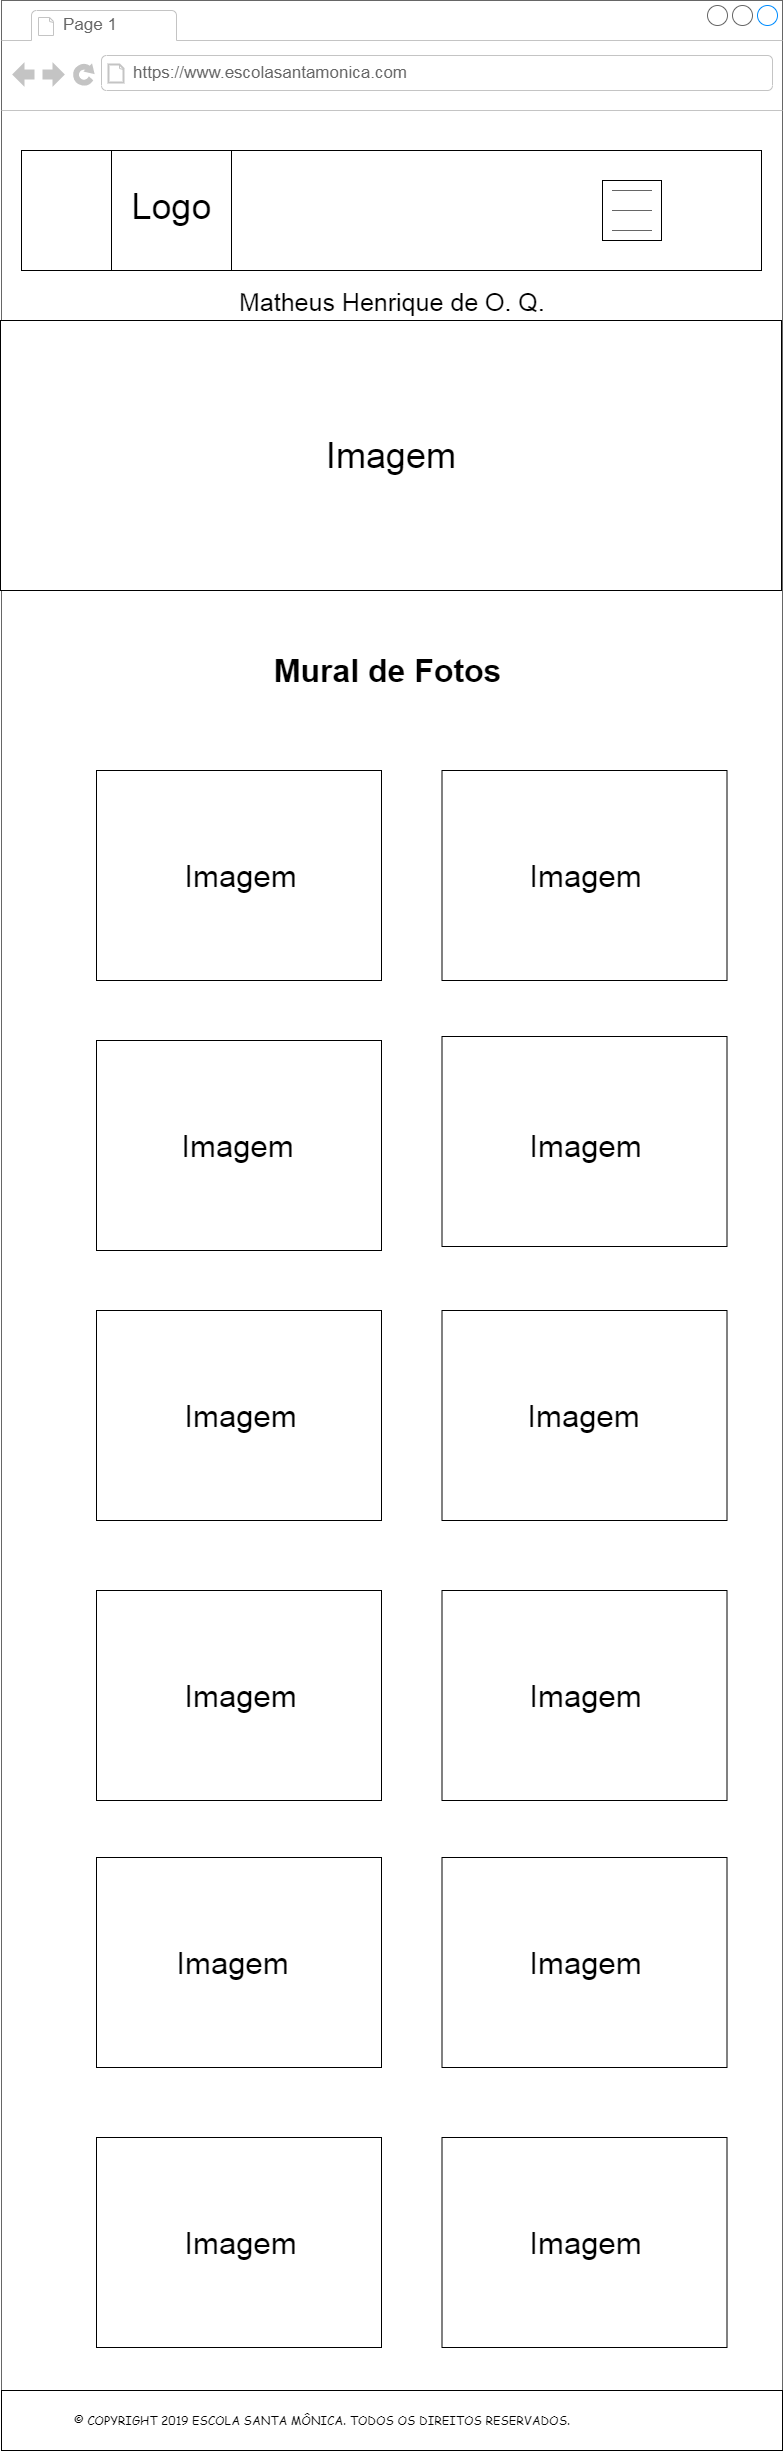 Page 1
https://www.escolasantamonica.com
Logo
Matheus Henrique de O. Q.
Imagem
Mural de Fotos
Imagem Imagem
Imagem Imagem
Imagem Imagem
Imagem Imagem
Imagem Imagem
Imagem Imagem
© COPYRIGHT 2019 ESCOLA SANTA MÔNICA. TODOS OS DIREITOS RESERVADOS.